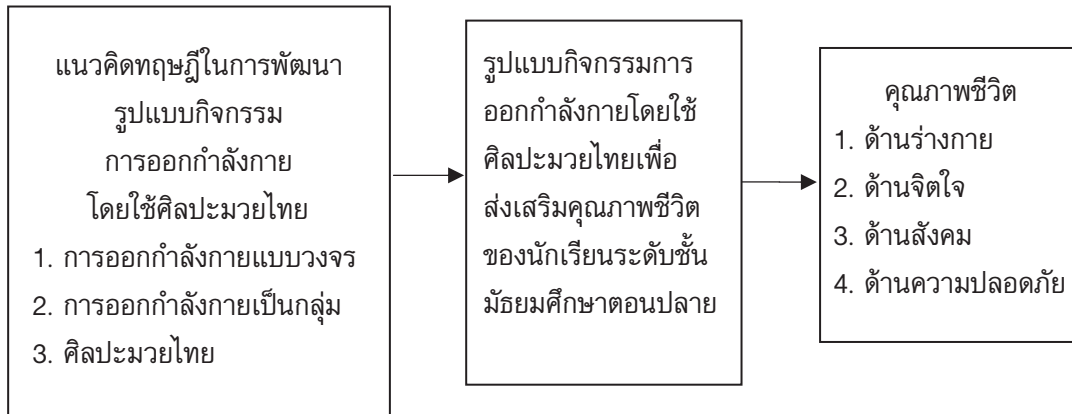 แนวคิดทฤษฎีในการพัฒนา
รูปแบบกิจกรรม
การออกกำลังกาย
โดยใช้ศิลปะมวยไทย
1. การออกกำลังกายแบบวงจร
2. การออกกำลังกายเป็นกลุ่ม
3. ศิลปะมวยไทย
รูปแบบกิจกรรมการ
ออกกำลังกายโดยใช้
ศิลปะมวยไทยเพื่อ
ส่งเสริมคุณภาพชีวิต
ของนักเรียนระดับชั้น
มัธยมศึกษาตอนปลาย
คุณภาพชีวิต
1. ด้านร่างกาย
2. ด้านจิตใจ
3. ด้านสังคม
4. ด้านความปลอดภัย